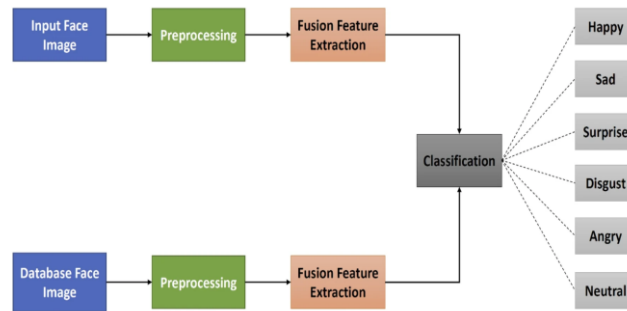 Input Face
Image
Preprocessing
Fusion Feature
Extraction
Happy
Sad
Surprise
Classification
Disgust
Angry
Database Face
Image
Preprocessing
Fusion Feature
Extraction
Neutral